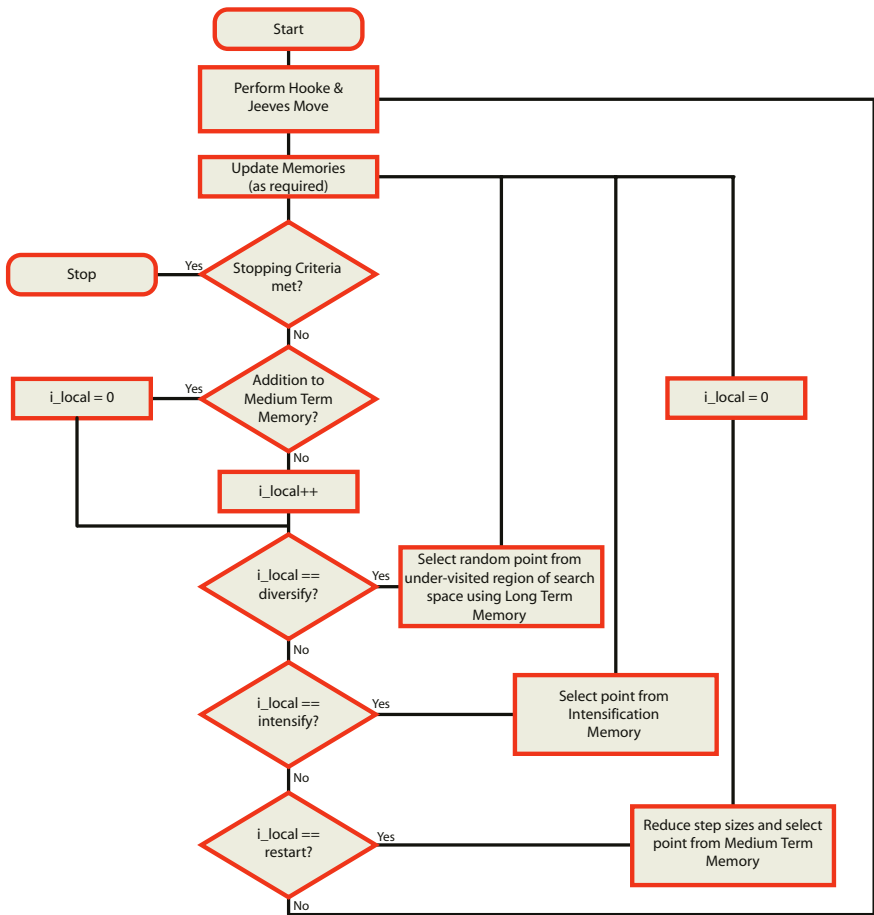 Start
Perform Hooke &
Jeeves Move
Update Memories
(as required)
Stopping Criteria
met?
Yes
Stop
No
Addition to
Medium Term
Memory?
Yes
i_local = 0
i_local = 0
No
i_local++
i_local ==
diversify?
Yes
Select random point from
under-visited region of search
space using Long Term
Memory
No
i_local ==
intensify?
Yes
Select point from
Intensification
Memory
No
i_local ==
restart?
Yes
Reduce step sizes and select
point from Medium Term
Memory
No